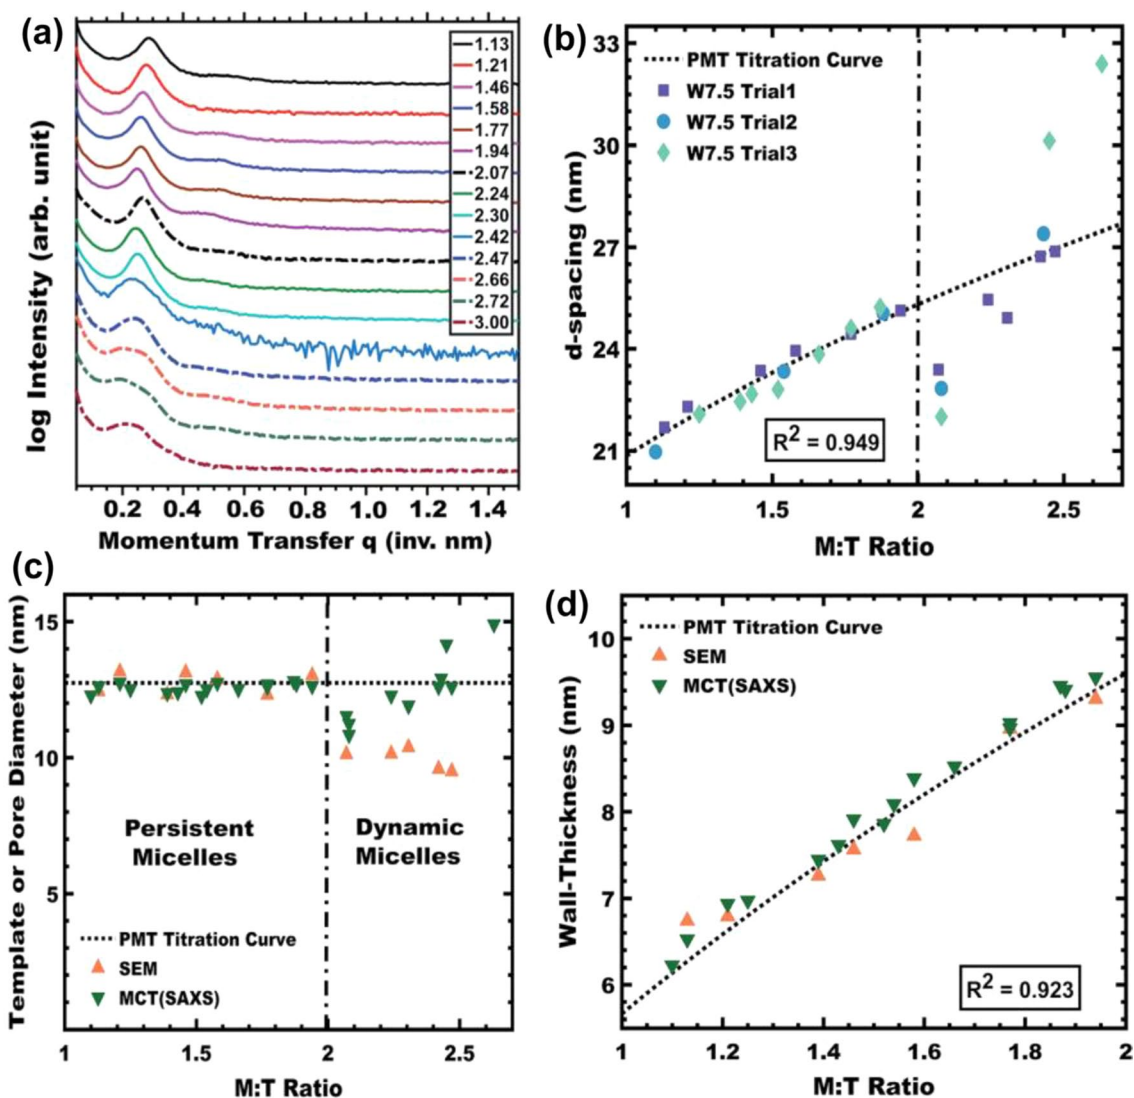 (a)
log Intensity (arb. unit)
1.13
1.21
1.46
1.58
1.77
1.94
2.07
2.24
2.30
2.42
2.47
2.66
2.72
3.00
0.2 0.4 0.6 0.8 1.0 1.2 1.4
Momentum Transfer q (inv. nm)
(b)
d-spacing (nm)
33
30
27
24
21
PMT Titration Curve
W7.5 Trial1
W7.5 Trial2
W7.5 Trial3
R² = 0.949
1 1.5 2 2.5
M:T Ratio
(c)
Template or Pore Diameter (nm)
15
10
5
Persistent
Micelles
Dynamic
Micelles
PMT Titration Curve
SEM
MCT(SAXS)
1 1.5 2 2.5
M:T Ratio
(d)
Wall-Thickness (nm)
10
9
8
7
6
PMT Titration Curve
SEM
MCT(SAXS)
R² = 0.923
1 1.2 1.4 1.6 1.8 2
M:T Ratio